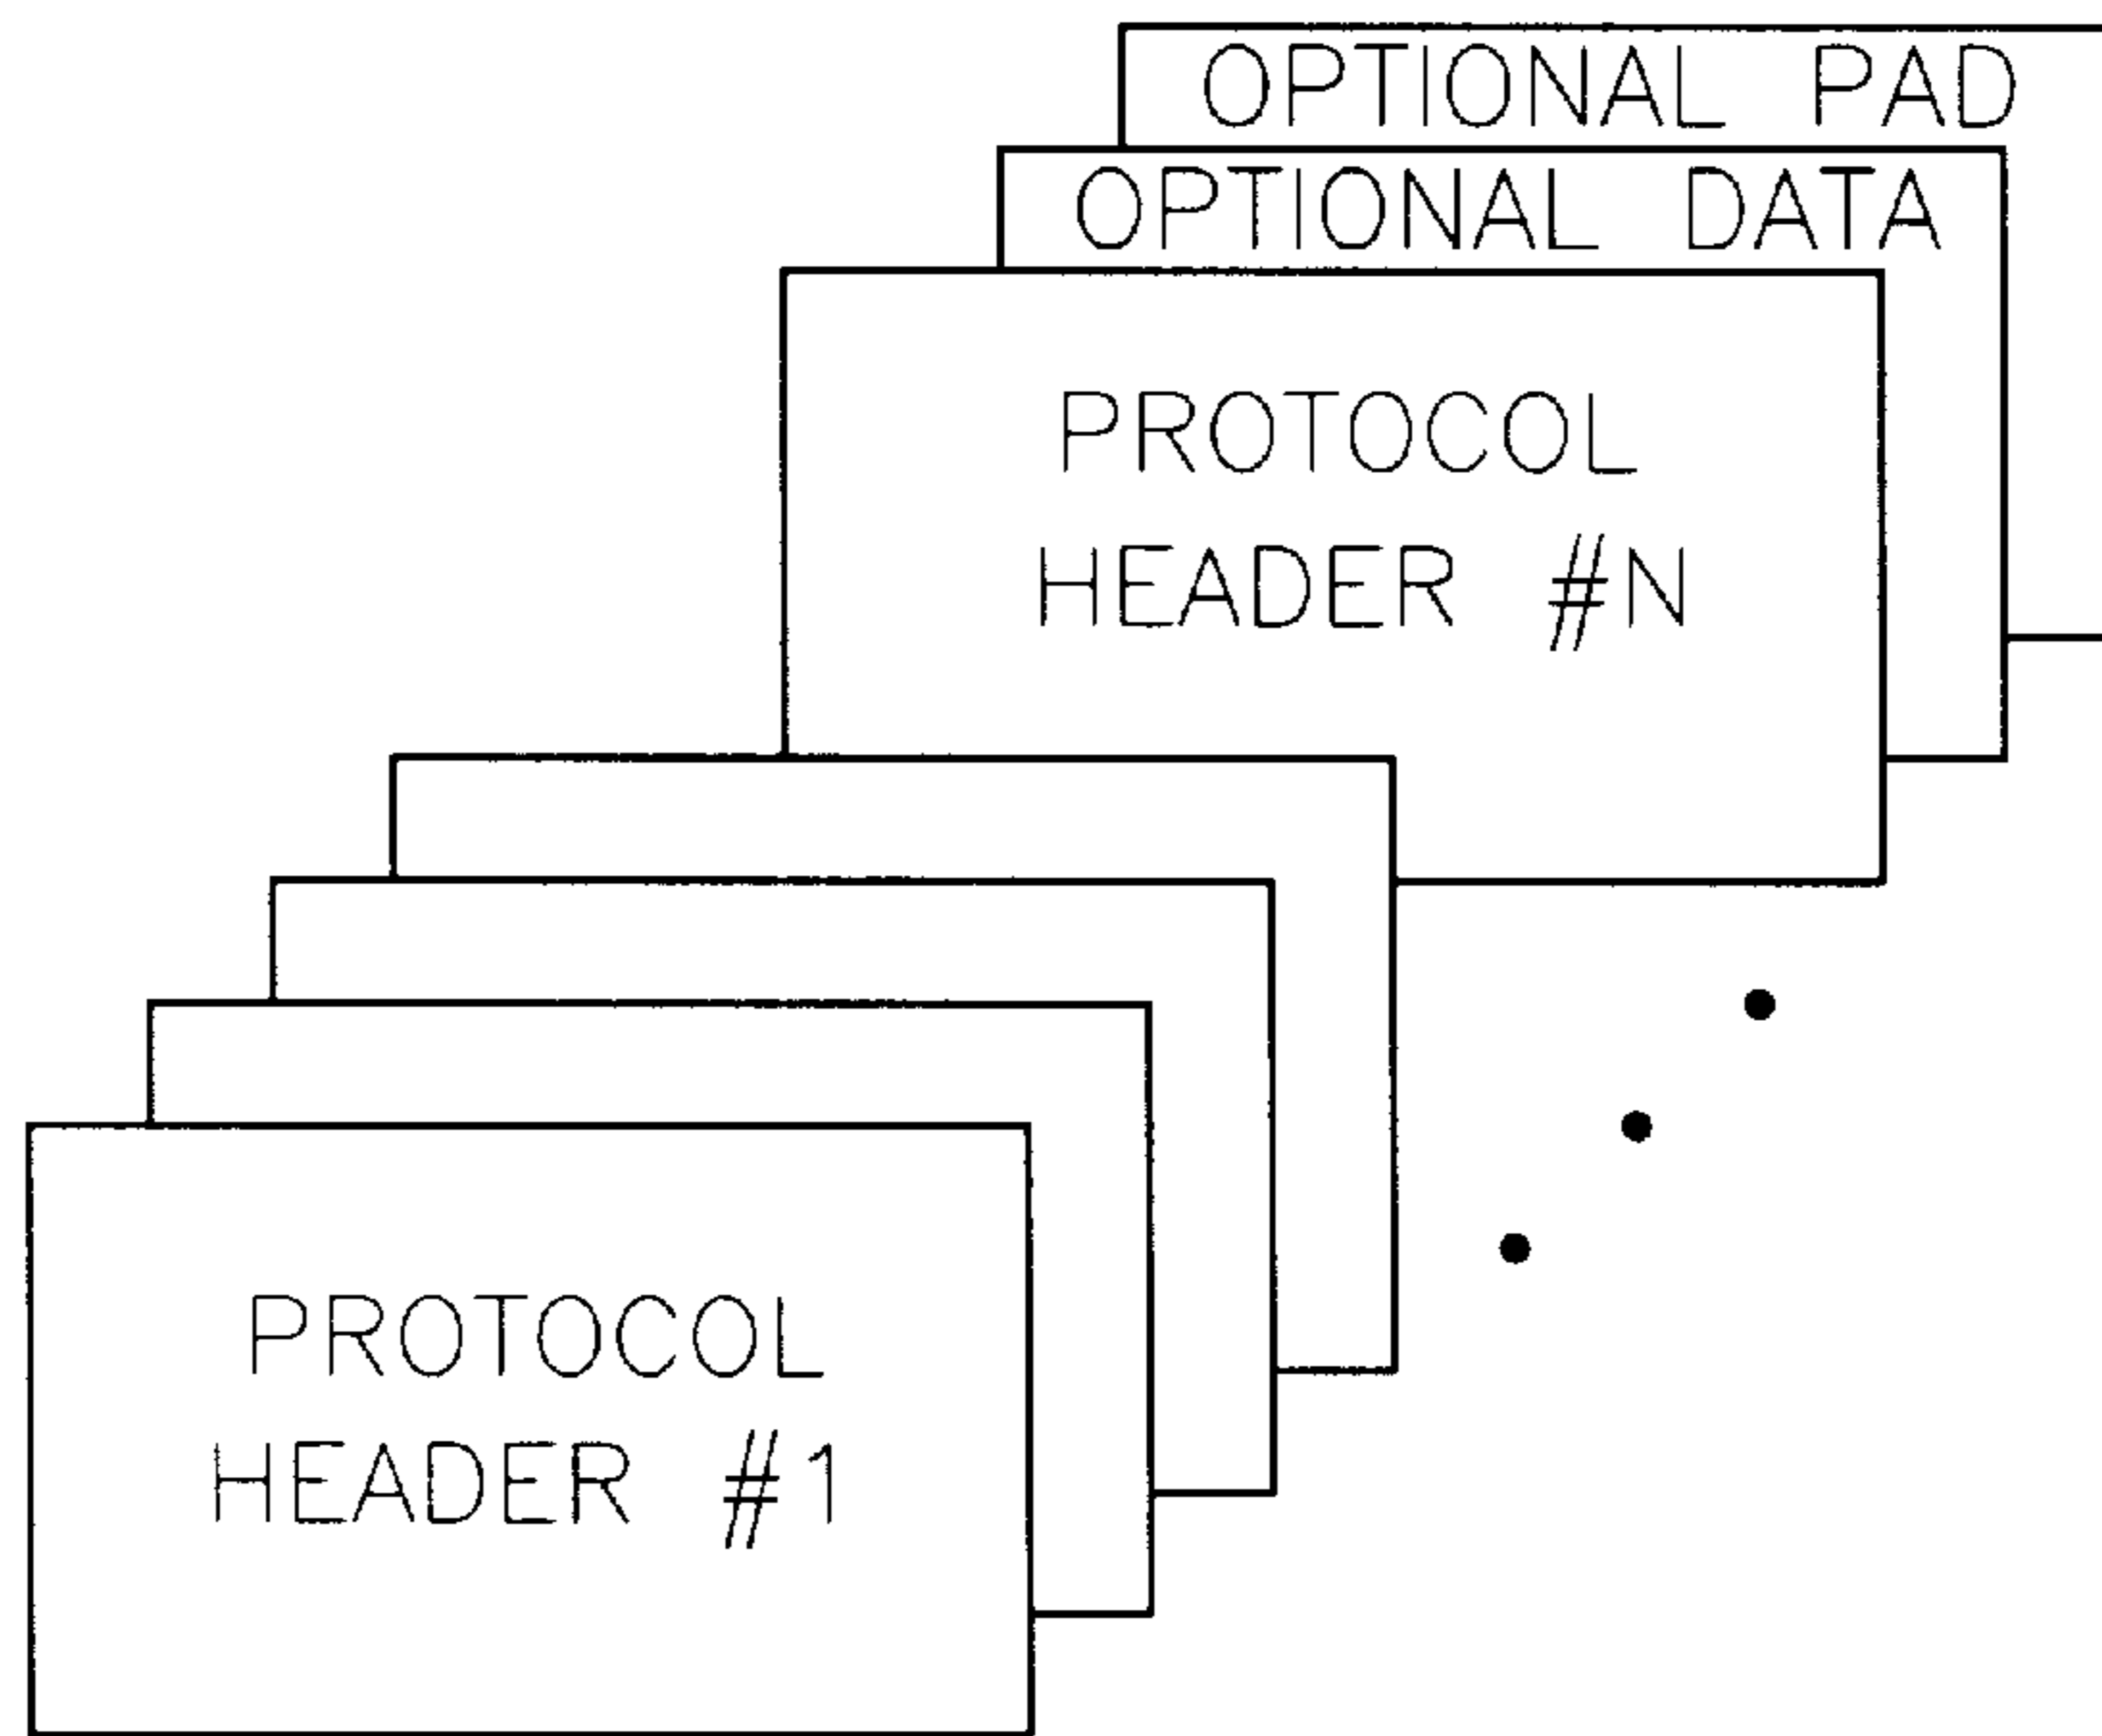 OPTIONAL PAD
OPTIONAL DATA
PROTOCOL
HEADER #N
PROTOCOL
HEADER #1